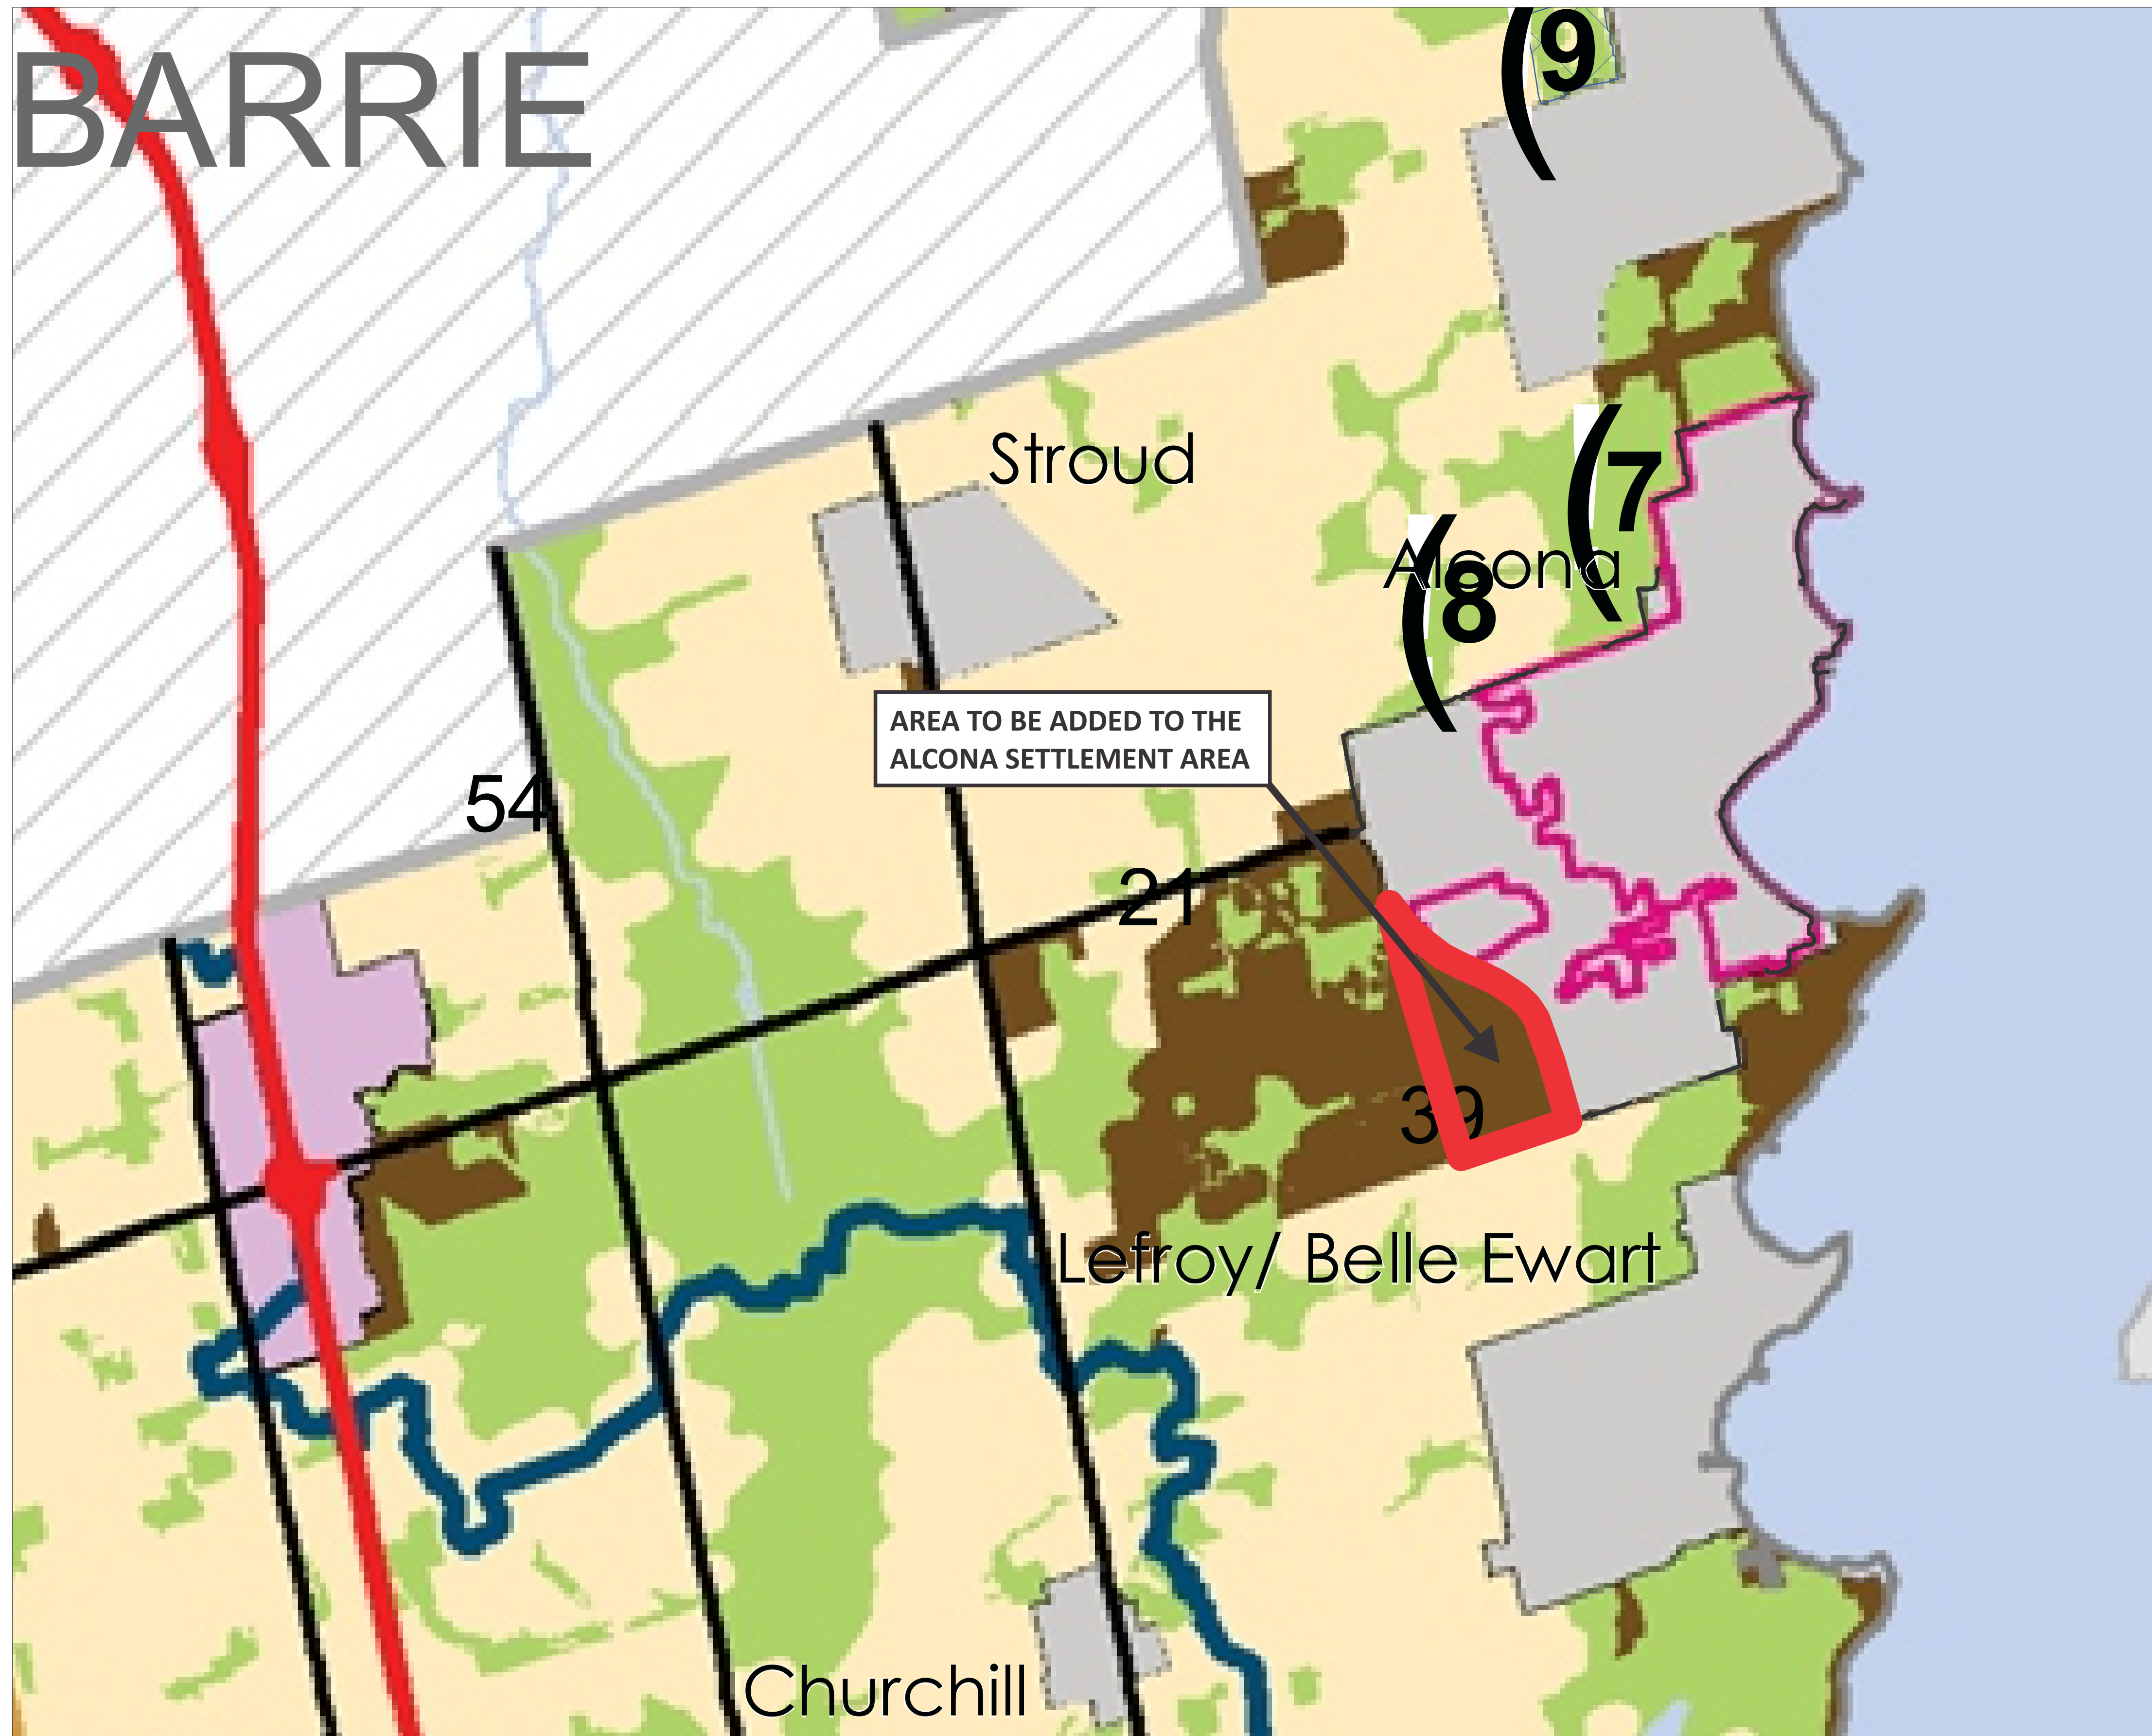 BARRIE
(9
Stroud
(7
Alcona
(8
AREA TO BE ADDED TO THE
ALCONA SETTLEMENT AREA
54
21
39
Lefroy/ Belle Ewart
Churchill